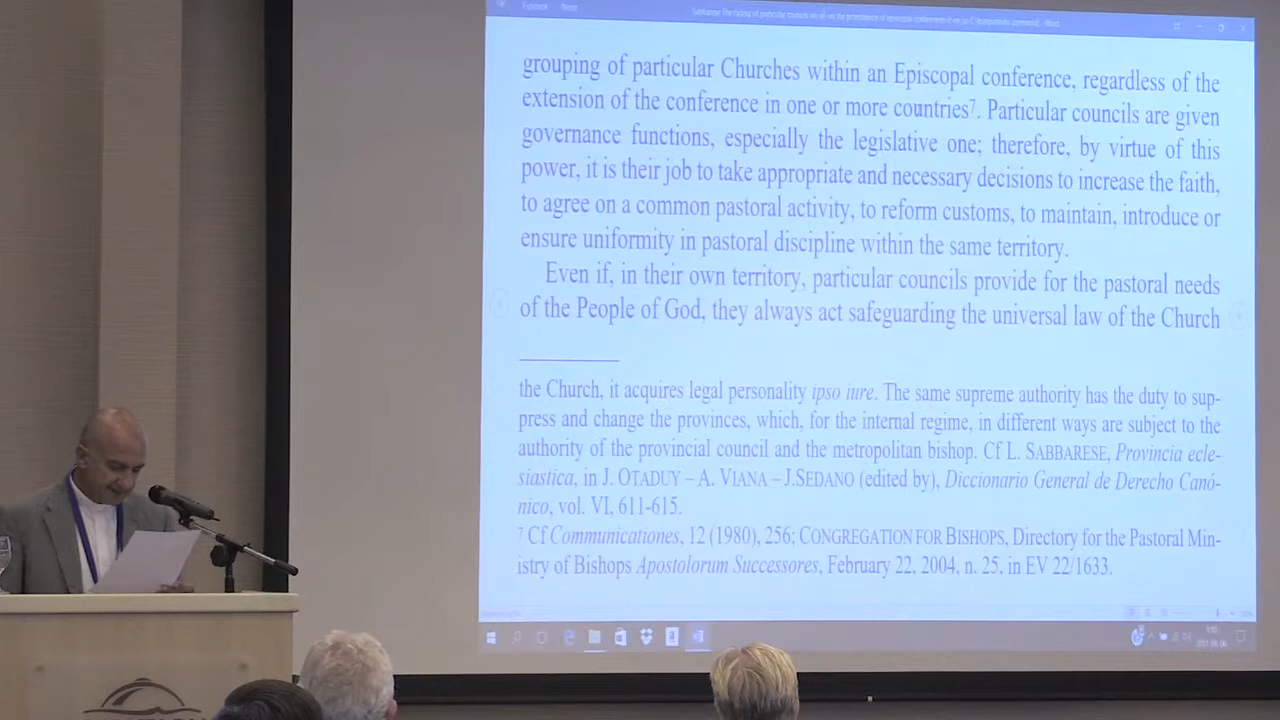 grouping of particular Churches within an Episcopal conference, regardless of the
extension of the conference in one or more countries⁷. Particular councils are given
governance functions, especially the legislative one; therefore, by virtue of this
power, it is their job to take appropriate and necessary decisions to increase the faith,
to agree on a common pastoral activity, to reform customs, to maintain, introduce or
ensure uniformity in pastoral discipline within the same territory.
Even if, in their own territory, particular councils provide for the pastoral needs
of the People of God, they always act safeguarding the universal law of the Church
the Church, it acquires legal personality ipso iure. The same supreme authority has the duty to sup-
press and change the provinces, which, for the internal regime, in different ways are subject to the
authority of the provincial council and the metropolitan bishop. Cf L. SABBARESE, Provincia ecle-
siastica, in J. OTADUY – A. VIANA – J.SEDANO (edited by), Diccionario General de Derecho Canó-
nico, vol. VI, 611-615.
⁷ Cf Communicationes, 12 (1980), 256; CONGREGATION FOR BISHOPS, Directory for the Pastoral Min-
istry of Bishops Apostolorum Successores, February 22, 2004, n. 25, in EV 22/1633.